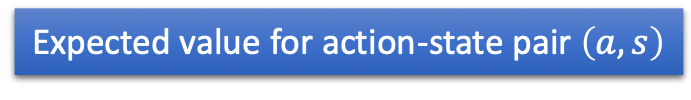 Expected value for action-state pair (a, s)